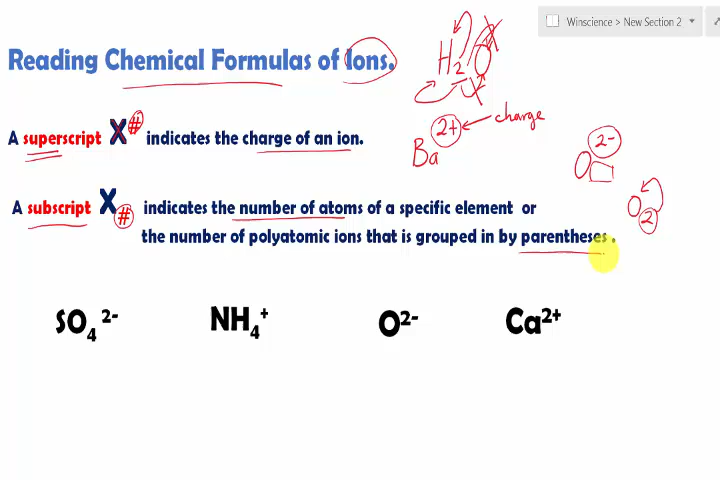 Winscience > New Section 2
Reading Chemical Formulas of Ions.
H₂O
A superscript X^# indicates the charge of an ion.
Ba²⁺ charge
O²⁻
A subscript X_# indicates the number of atoms of a specific element or
O₂
the number of polyatomic ions that is grouped in by parentheses .
SO₄²⁻ NH₄⁺ O²⁻ Ca²⁺